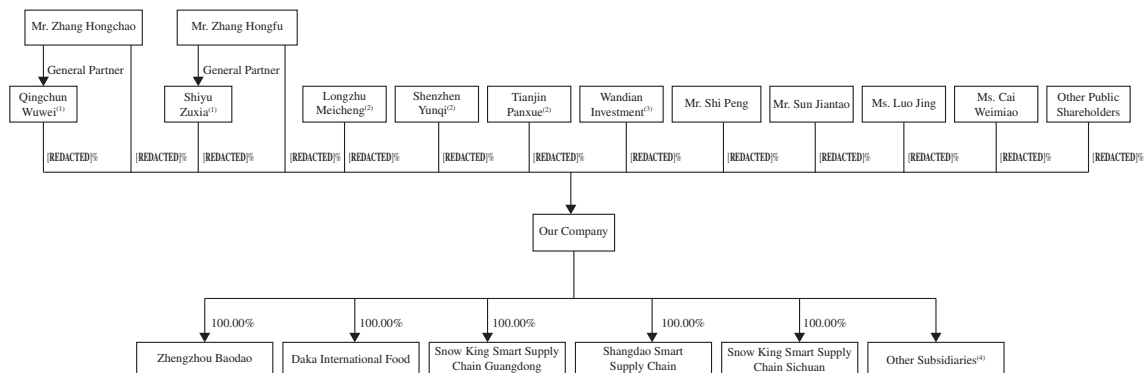 Mr. Zhang Hongchao
Mr. Zhang Hongfu
General Partner
General Partner
Qingchun
Wuwei(1)
Shiyu
Zuxia(1)
Longzhu
Meicheng(2)
Shenzhen
Yunqi(2)
Tianjin
Panxue(2)
Wandian
Investment(3)
Mr. Shi Peng
Mr. Sun Jiantao
Ms. Luo Jing
Ms. Cai
Weimiao
Other Public
Shareholders
[REDACTED]%
[REDACTED]%
[REDACTED]%
[REDACTED]%
[REDACTED]%
[REDACTED]%
[REDACTED]%
[REDACTED]%
[REDACTED]%
[REDACTED]%
[REDACTED]%
[REDACTED]%
[REDACTED]%
Our Company
100.00%
100.00%
100.00%
100.00%
100.00%
Zhengzhou Baodao
Daka International Food
Snow King Smart Supply
Chain Guangdong
Shangdao Smart
Supply Chain
Snow King Smart Supply
Chain Sichuan
Other Subsidiaries(4)